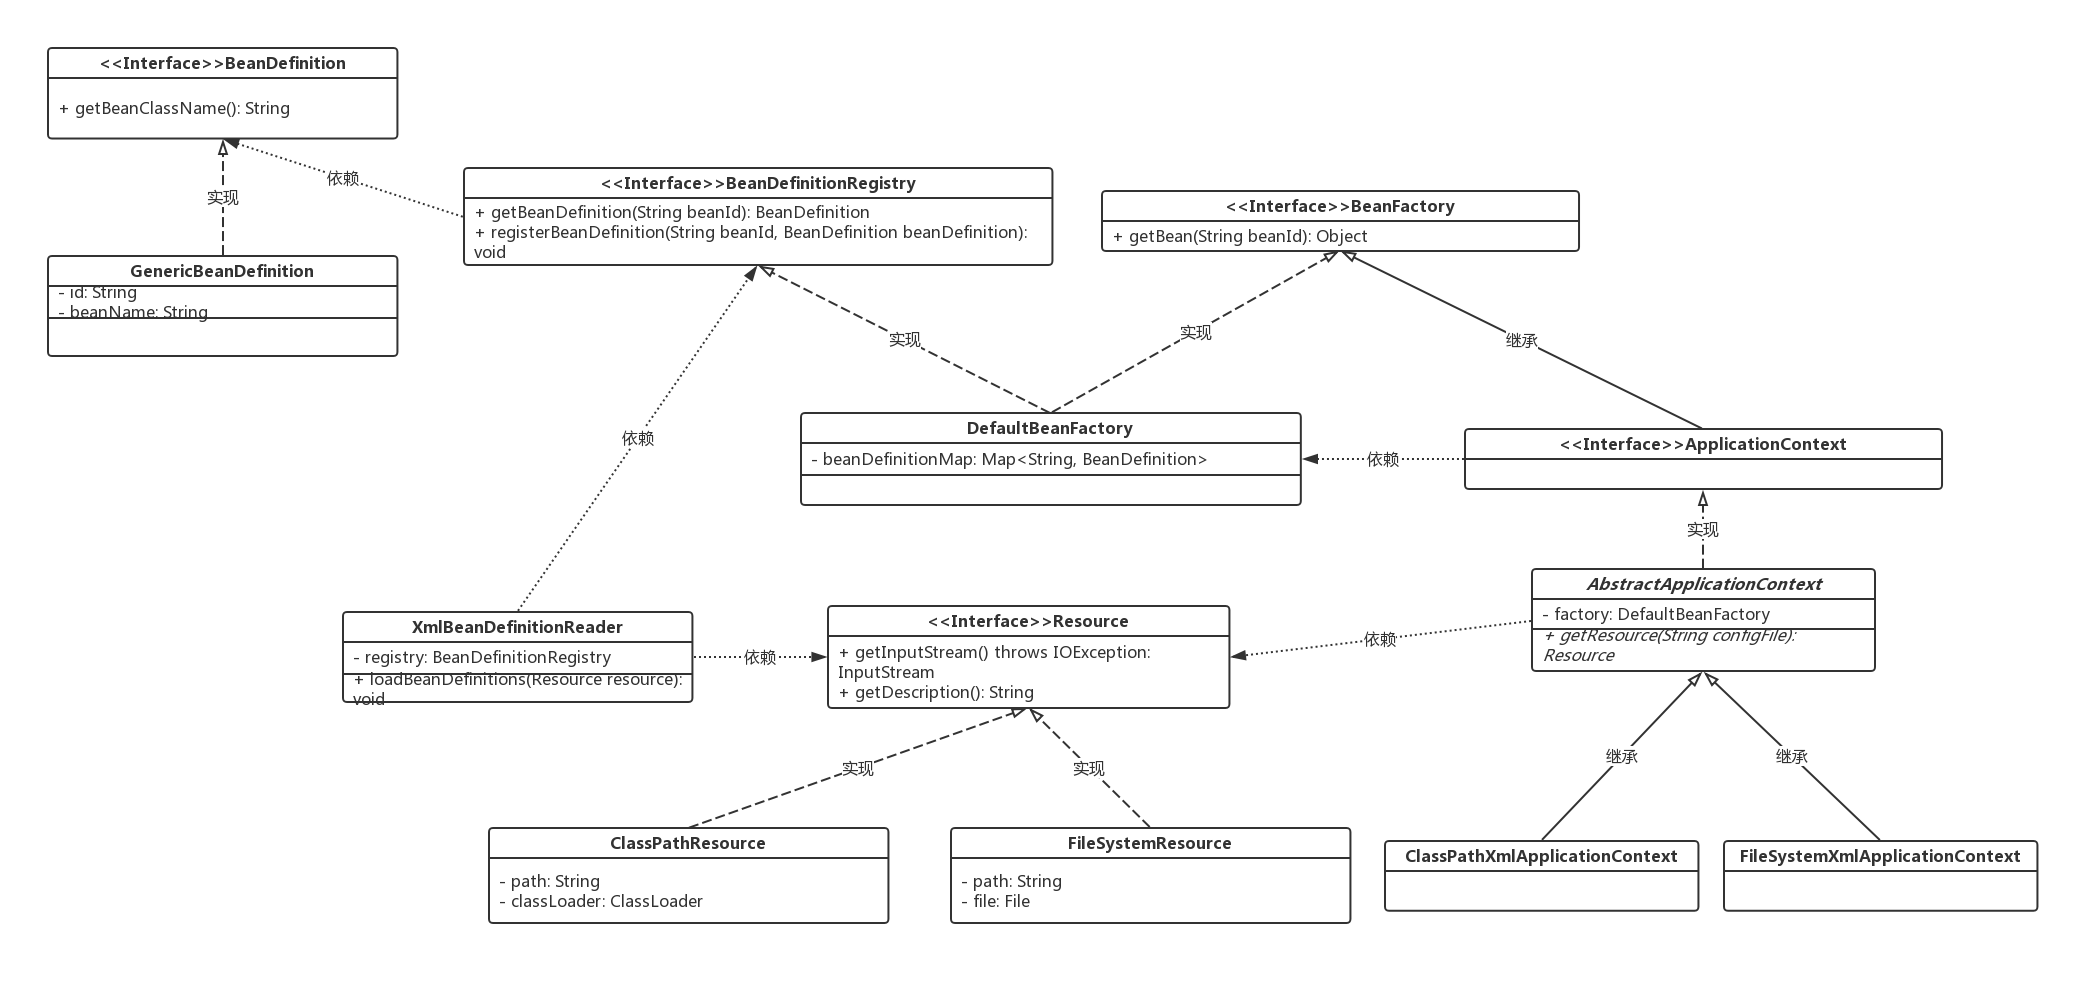 <<Interface>>BeanDefinition
+ getBeanClassName(): String
依赖
实现
<<Interface>>BeanDefinitionRegistry
+ getBeanDefinition(String beanId): BeanDefinition
+ registerBeanDefinition(String beanId, BeanDefinition beanDefinition):
void
<<Interface>>BeanFactory
+ getBean(String beanId): Object
GenericBeanDefinition
- id: String
- beanName: String
实现
实现
继承
依赖
DefaultBeanFactory
- beanDefinitionMap: Map<String, BeanDefinition>
依赖
<<Interface>>ApplicationContext
实现
AbstractApplicationContext
- factory: DefaultBeanFactory
+ getResource(String configFile):
Resource
XmlBeanDefinitionReader
- registry: BeanDefinitionRegistry
+ loadBeanDefinitions(Resource resource):
void
依赖
<<Interface>>Resource
+ getInputStream() throws IOException:
InputStream
+ getDescription(): String
依赖
实现
实现
继承
继承
ClassPathResource
- path: String
- classLoader: ClassLoader
FileSystemResource
- path: String
- file: File
ClassPathXmlApplicationContext
FileSystemXmlApplicationContext